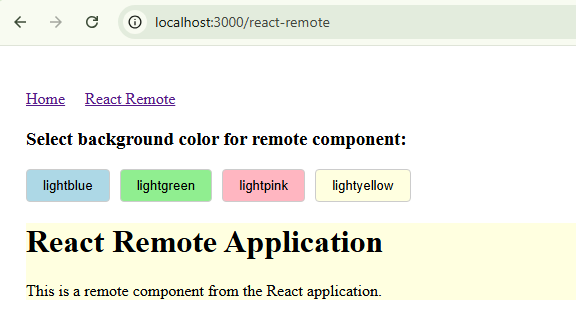 localhost:3000/react-remote
Home React Remote
Select background color for remote component:
lightblue lightgreen lightpink lightyellow
React Remote Application
This is a remote component from the React application.